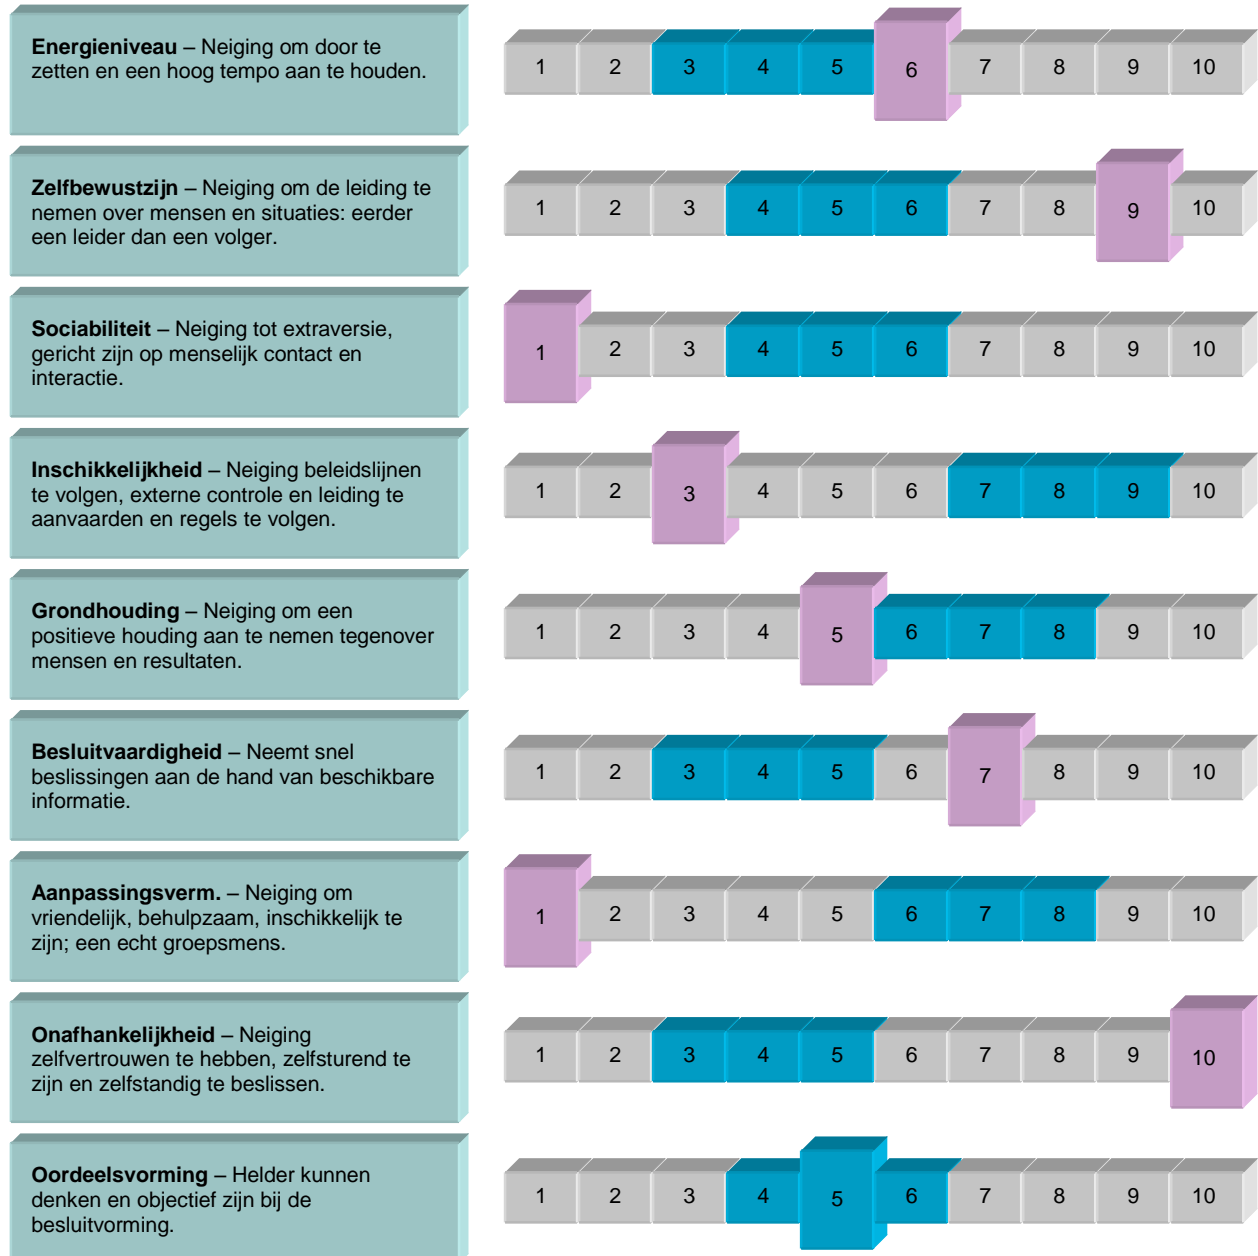 Energieniveau – Neiging om door te
zetten en een hoog tempo aan te houden.
1 2 3 4 5 6 7 8 9 10
Zelfbewustzijn – Neiging om de leiding te
nemen over mensen en situaties: eerder
een leider dan een volger.
1 2 3 4 5 6 7 8 9 10
Sociabiliteit – Neiging tot extraversie,
gericht zijn op menselijk contact en
interactie.
1 2 3 4 5 6 7 8 9 10
Inschikkelijkheid – Neiging beleidslijnen
te volgen, externe controle en leiding te
aanvaarden en regels te volgen.
1 2 3 4 5 6 7 8 9 10
Grondhouding – Neiging om een
positieve houding aan te nemen tegenover
mensen en resultaten.
1 2 3 4 5 6 7 8 9 10
Besluitvaardigheid – Neemt snel
beslissingen aan de hand van beschikbare
informatie.
1 2 3 4 5 6 7 8 9 10
Aanpassingsverm. – Neiging om
vriendelijk, behulpzaam, inschikkelijk te
zijn; een echt groepsmens.
1 2 3 4 5 6 7 8 9 10
Onafhankelijkheid – Neiging
zelfvertrouwen te hebben, zelfsturend te
zijn en zelfstandig te beslissen.
1 2 3 4 5 6 7 8 9 10
Oordeelsvorming – Helder kunnen
denken en objectief zijn bij de
besluitvorming.
1 2 3 4 5 6 7 8 9 10